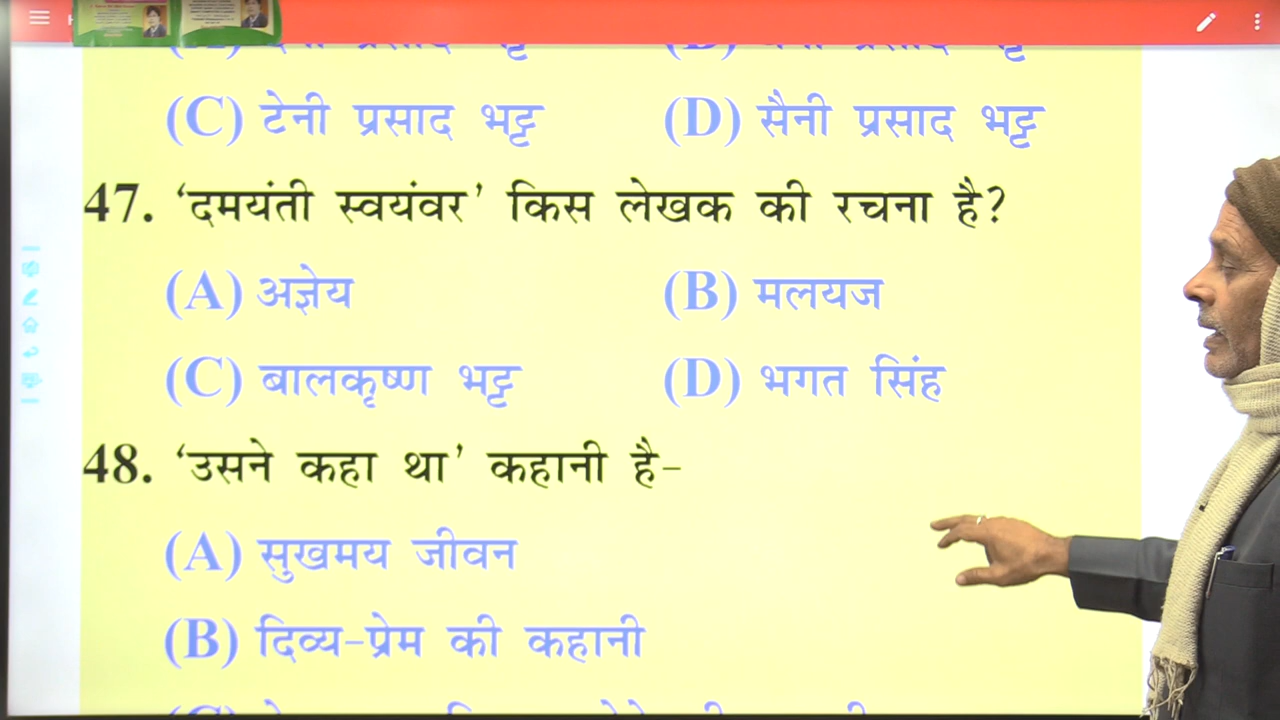 (C) टेनी प्रसाद भट्ट (D) सैनी प्रसाद भट्ट
47. ‘दमयंती स्वयंवर’ किस लेखक की रचना है?
(A) अज्ञेय (B) मलयज
(C) बालकृष्ण भट्ट (D) भगत सिंह
48. ‘उसने कहा था’ कहानी है-
(A) सुखमय जीवन
(B) दिव्य-प्रेम की कहानी